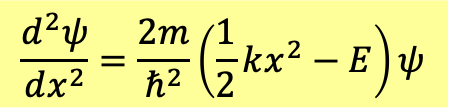 d²ψ/dx² = 2m/ħ² (1/2 kx² − E) ψ